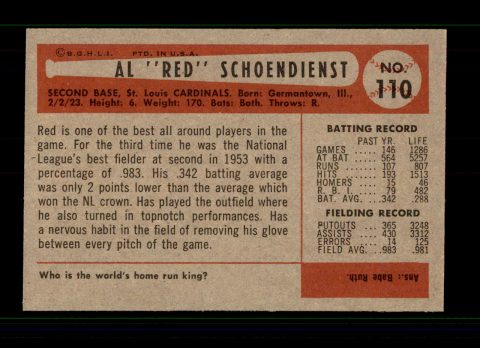 © B.G.H.L.I. PTD. IN U.S.A.
AL "RED" SCHOENDIENST
NO.
110
SECOND BASE, St. Louis CARDINALS. Born: Germantown, Ill.,
2/2/23. Height: 6. Weight: 170. Bats: Both. Throws: R.
Red is one of the best all around players in
the game. For the third time he was the National
League's best fielder at second in 1953 with a
percentage of .983. His .342 batting average
was only 2 points lower than the average which
won the NL crown. Has played the outfield where
he also turned in topnotch performances. Has
a nervous habit in the field of removing his glove
between every pitch of the game.
BATTING RECORD
PAST YR. LIFE
GAMES .... 146 1286
AT BAT .... 564 5257
RUNS ..... 107 807
HITS ...... 193 1513
HOMERS ... 15 46
R. B. I. .... 79 482
BAT. AVG. . .342 .288
FIELDING RECORD
PUTOUTS .. 365 3248
ASSISTS .... 430 3312
ERRORS .... 14 125
FIELD AVG. . .983 .981
Who is the world's home run king?
Ans.: Babe Ruth